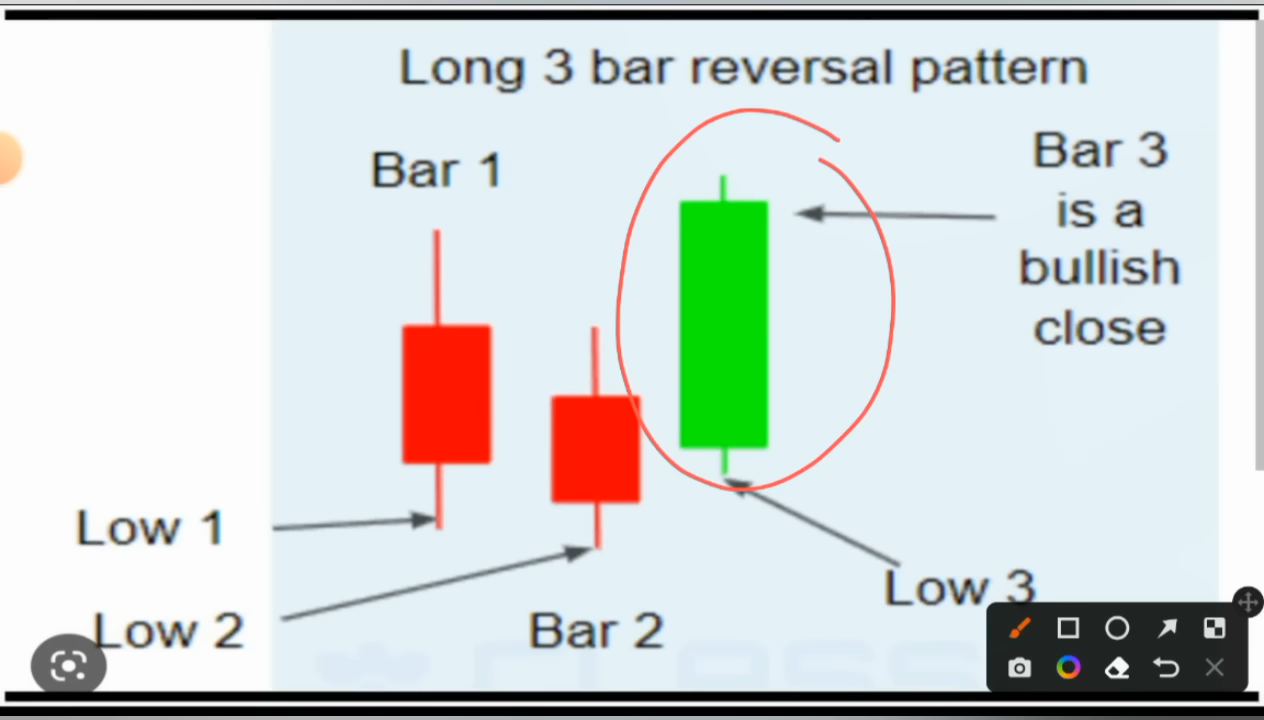 Long 3 bar reversal pattern
Bar 1
Bar 3
is a
bullish
close
Low 1
Low 2
Bar 2
Low 3